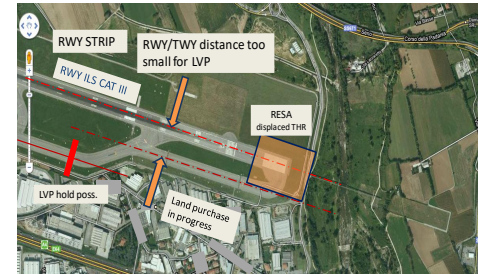 RWY STRIP
RWY ILS CAT III
RWY/TWY distance too
small for LVP
RESA
displaced THR
LVP hold poss.
Land purchase
in progress